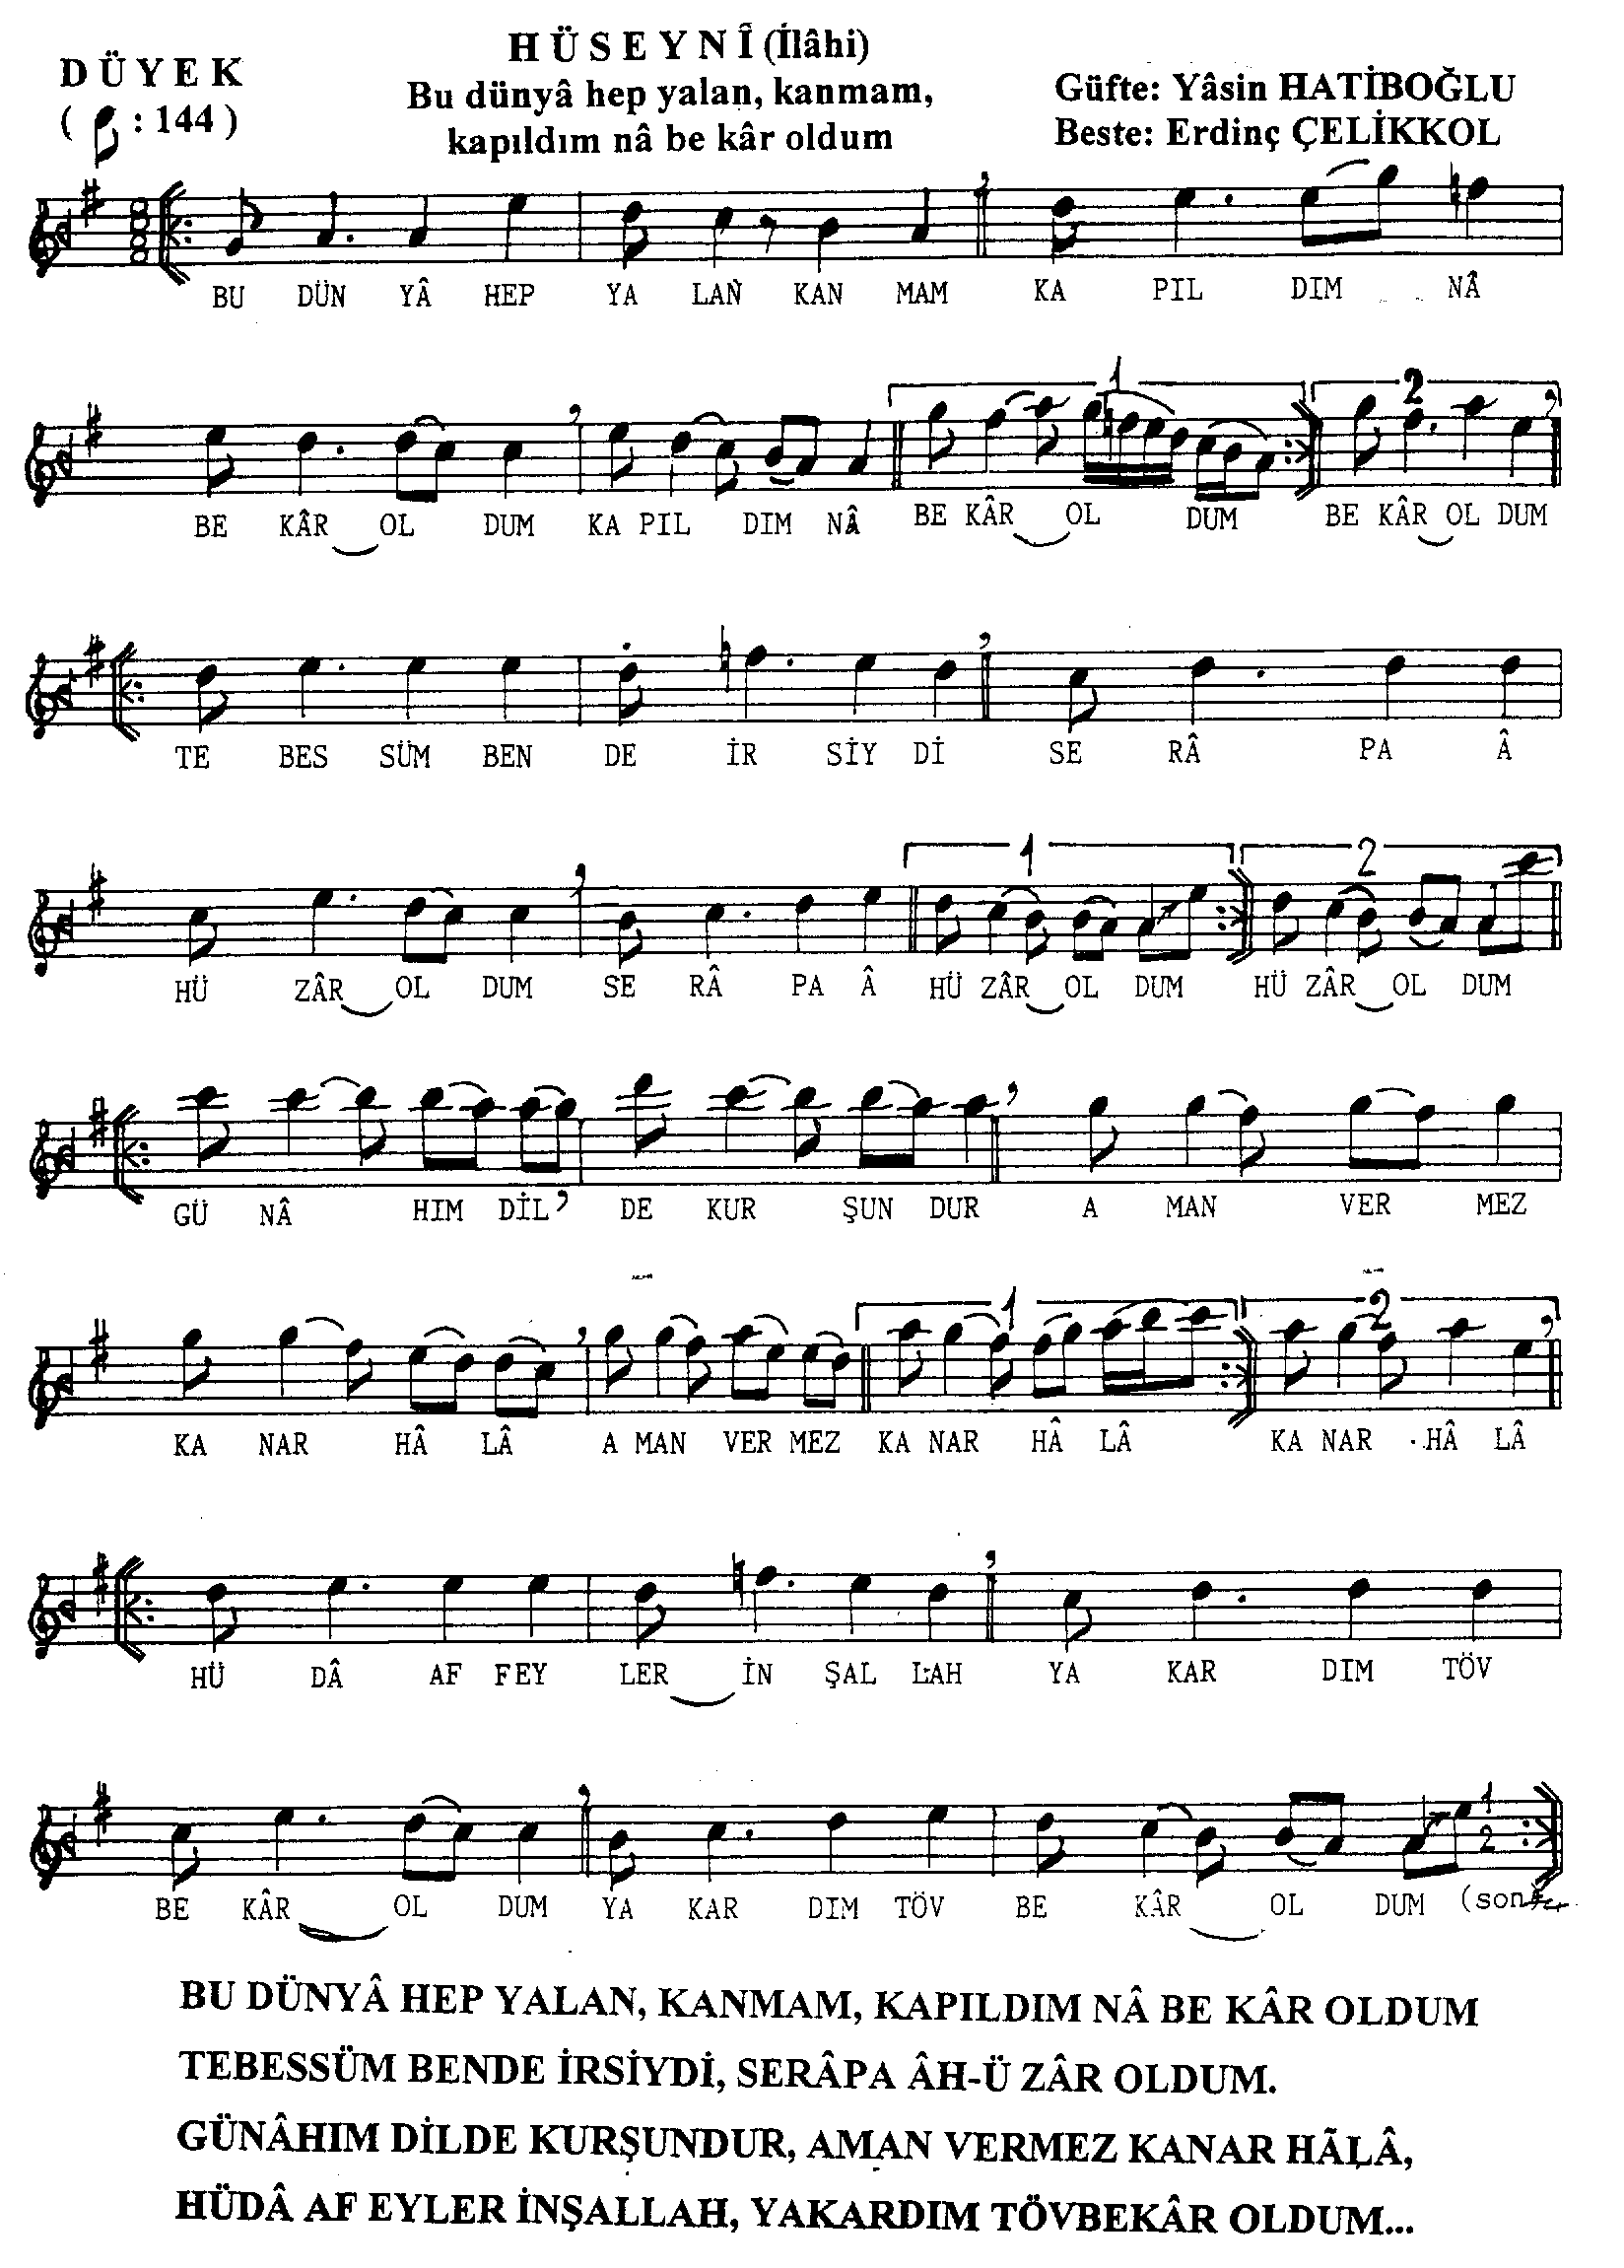 DÜYEK
( : 144 )
HÜSEYNÎ (İlâhi)
Bu dünyâ hep yalan, kanmam,
kapıldım nâ be kâr oldum
Güfte: Yâsin HATİBOĞLU
Beste: Erdinç ÇELİKKOL
BU DÜN YÂ HEP YA LAN KAN MAM KA PIL DIM NÂ
1 2
BE KÂR OL DUM KA PIL DIM NÂ BE KÂR OL DUM BE KÂR OL DUM
TE BES SÜM BEN DE İR SİY Dİ SE RÂ PA Â
1 2
HÜ ZÂR OL DUM SE RÂ PA Â HÜ ZÂR OL DUM HÜ ZÂR OL DUM
GÜ NÂ HIM DİL DE KUR ŞUN DUR A MAN VER MEZ
1 2
KA NAR HÂ LÂ A MAN VER MEZ KA NAR HÂ LÂ KA NAR HÂ LÂ
HÜ DÂ AF FEY LER İN ŞAL LAH YA KAR DIM TÖV
1
2
BE KÂR OL DUM YA KAR DIM TÖV BE KÂR OL DUM (son)
BU DÜNYÂ HEP YALAN, KANMAM, KAPILDIM NÂ BE KÂR OLDUM
TEBESSÜM BENDE İRSİYDİ, SERÂPA ÂH-Ü ZÂR OLDUM.
GÜNÂHIM DİLDE KURŞUNDUR, AMAN VERMEZ KANAR HÂLÂ,
HÜDÂ AF EYLER İNŞALLAH, YAKARDIM TÖVBEKÂR OLDUM...